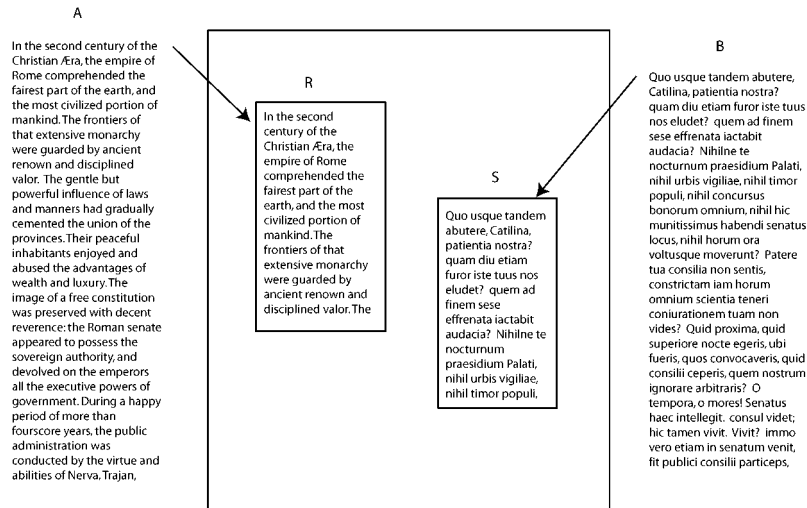 A
In the second century of the
Christian Æra, the empire of
Rome comprehended the
fairest part of the earth, and
the most civilized portion of
mankind. The frontiers of
that extensive monarchy
were guarded by ancient
renown and disciplined
valor. The gentle but
powerful influence of laws
and manners had gradually
cemented the union of the
provinces. Their peaceful
inhabitants enjoyed and
abused the advantages of
wealth and luxury. The
image of a free constitution
was preserved with decent
reverence: the Roman senate
appeared to possess the
sovereign authority, and
devolved on the emperors
all the executive powers of
government. During a happy
period of more than
fourscore years, the public
administration was
conducted by the virtue and
abilities of Nerva, Trajan,
R
In the second
century of the
Christian Æra, the
empire of Rome
comprehended the
fairest part of the
earth, and the most
civilized portion of
mankind. The
frontiers of that
extensive monarchy
were guarded by
ancient renown and
disciplined valor. The
S
Quo usque tandem
abutere, Catilina,
patientia nostra?
quam diu etiam
furor iste tuus nos
eludet? quem ad
finem sese
effrenata iactabit
audacia? Nihilne te
nocturnum
praesidium Palati,
nihil urbis vigiliae,
nihil timor populi,
B
Quo usque tandem abutere,
Catilina, patientia nostra?
quam diu etiam furor iste tuus
nos eludet? quem ad finem
sese effrenata iactabit
audacia? Nihilne te
nocturnum praesidium Palati,
nihil urbis vigiliae, nihil timor
populi, nihil concursus
bonorum omnium, nihil hic
munitissimus habendi senatus
locus, nihil horum ora
voltusque moverunt? Patere
tua consilia non sentis,
constrictam iam horum
omnium scientia teneri
coniurationem tuam non
vides? Quid proxima, quid
superiore nocte egeris, ubi
fueris, quos convocaveris, quid
consilii ceperis, quem nostrum
ignorare arbitraris? O
tempora, o mores! Senatus
haec intellegit. consul videt;
hic tamen vivit. Vivit? immo
vero etiam in senatum venit,
fit publici consilii particeps,